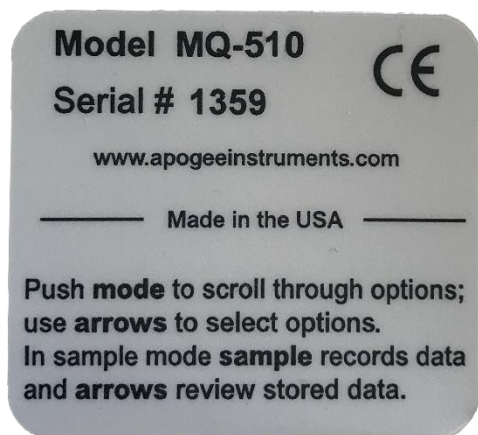 Model MQ-510
CE
Serial # 1359
www.apogeeinstruments.com
Made in the USA
Push mode to scroll through options;
use arrows to select options.
In sample mode sample records data
and arrows review stored data.